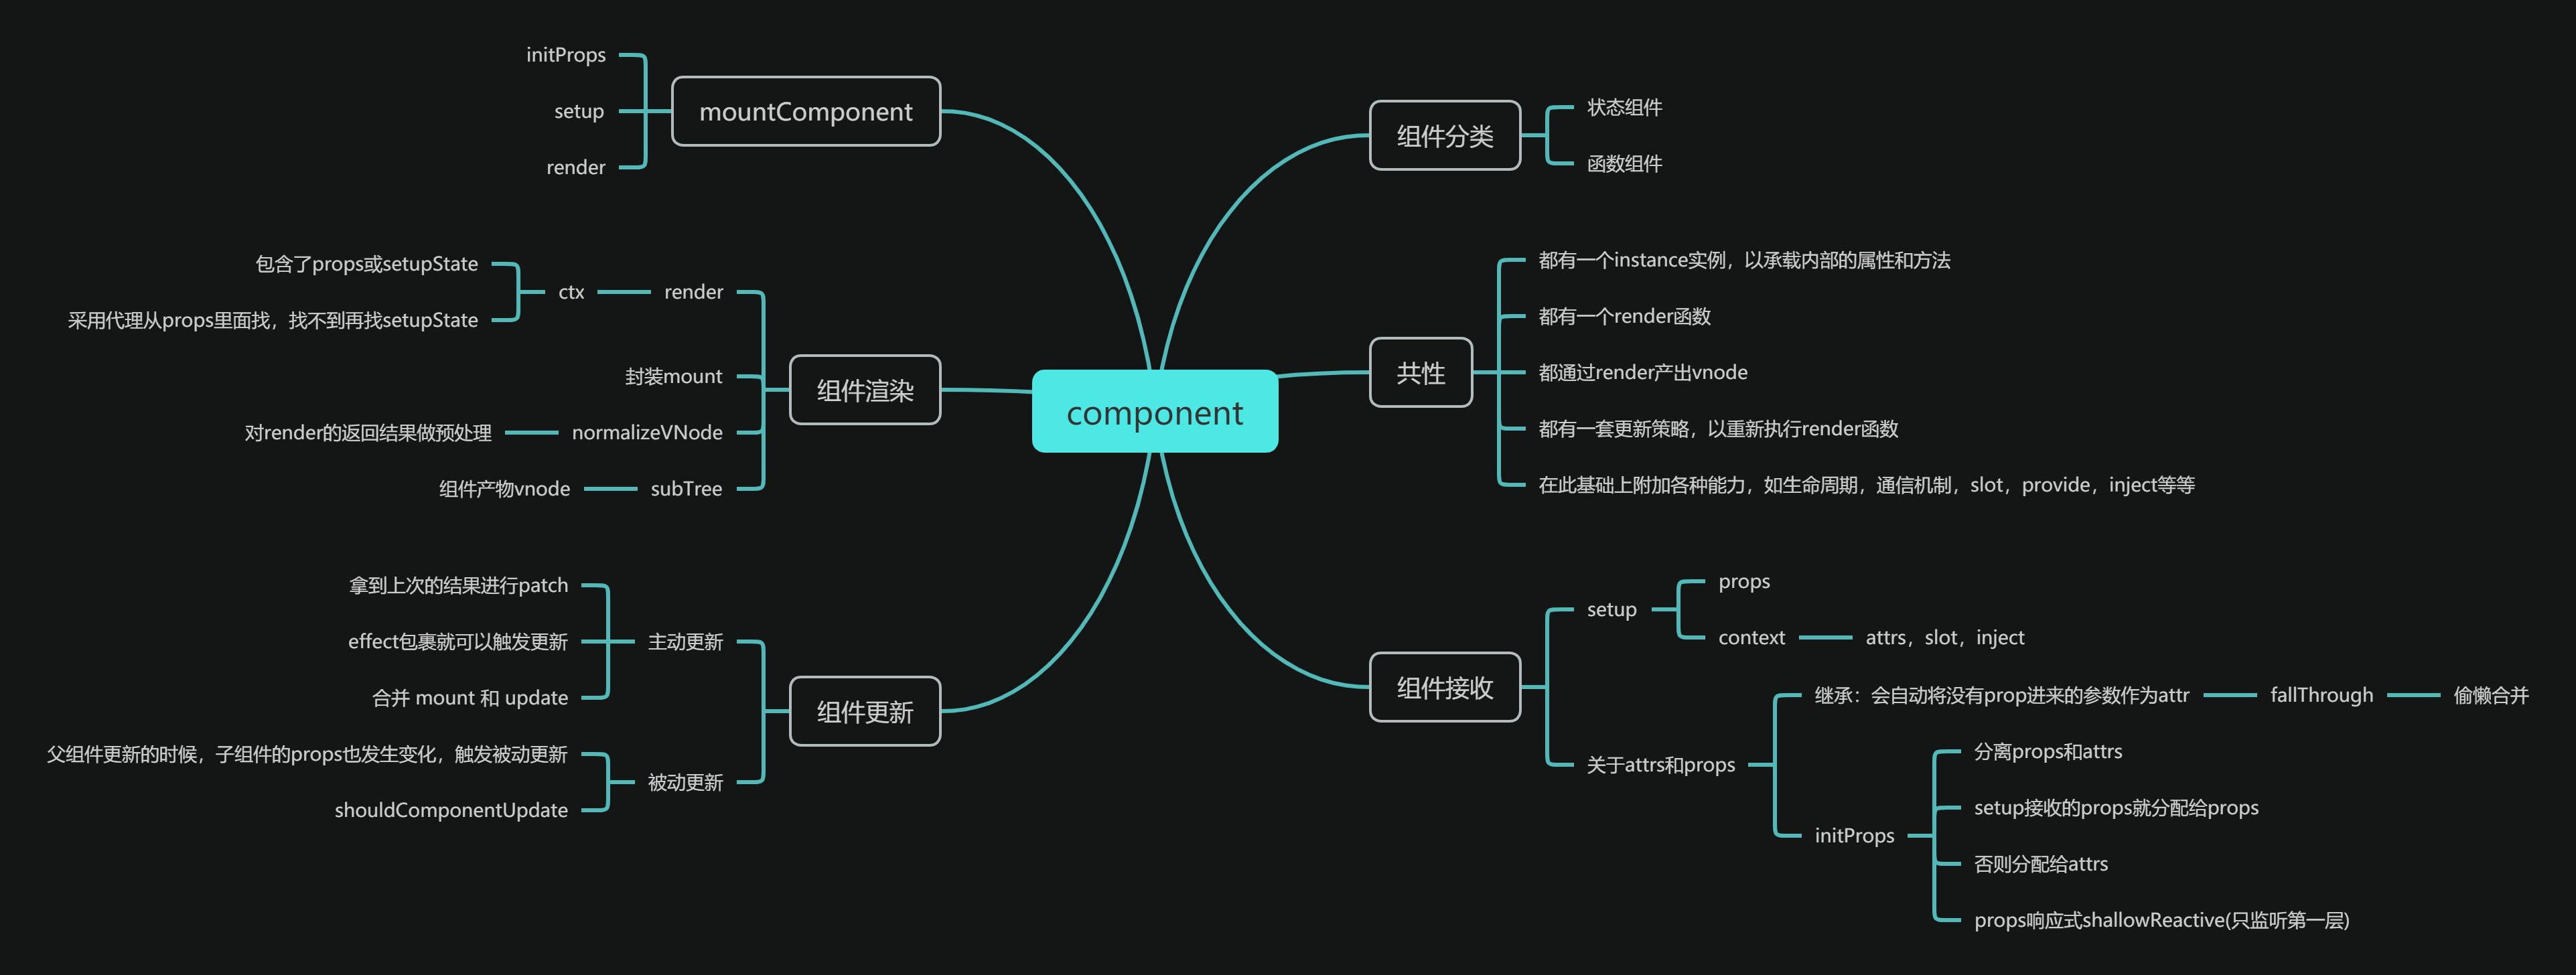 component
组件分类
状态组件
函数组件
共性
都有一个instance实例，以承载内部的属性和方法
都有一个render函数
都通过render产出vnode
都有一套更新策略，以重新执行render函数
在此基础上附加各种能力，如生命周期，通信机制，slot，provide，inject等等
组件接收
setup
props
context
attrs，slot，inject
关于attrs和props
继承：会自动将没有prop进来的参数作为attr
fallThrough
偷懒合并
initProps
分离props和attrs
setup接收的props就分配给props
否则分配给attrs
props响应式shallowReactive(只监听第一层)
mountComponent
initProps
setup
render
组件渲染
render
ctx
包含了props或setupState
采用代理从props里面找，找不到再找setupState
封装mount
normalizeVNode
对render的返回结果做预处理
subTree
组件产物vnode
组件更新
主动更新
拿到上次的结果进行patch
effect包裹就可以触发更新
合并 mount 和 update
被动更新
父组件更新的时候，子组件的props也发生变化，触发被动更新
shouldComponentUpdate